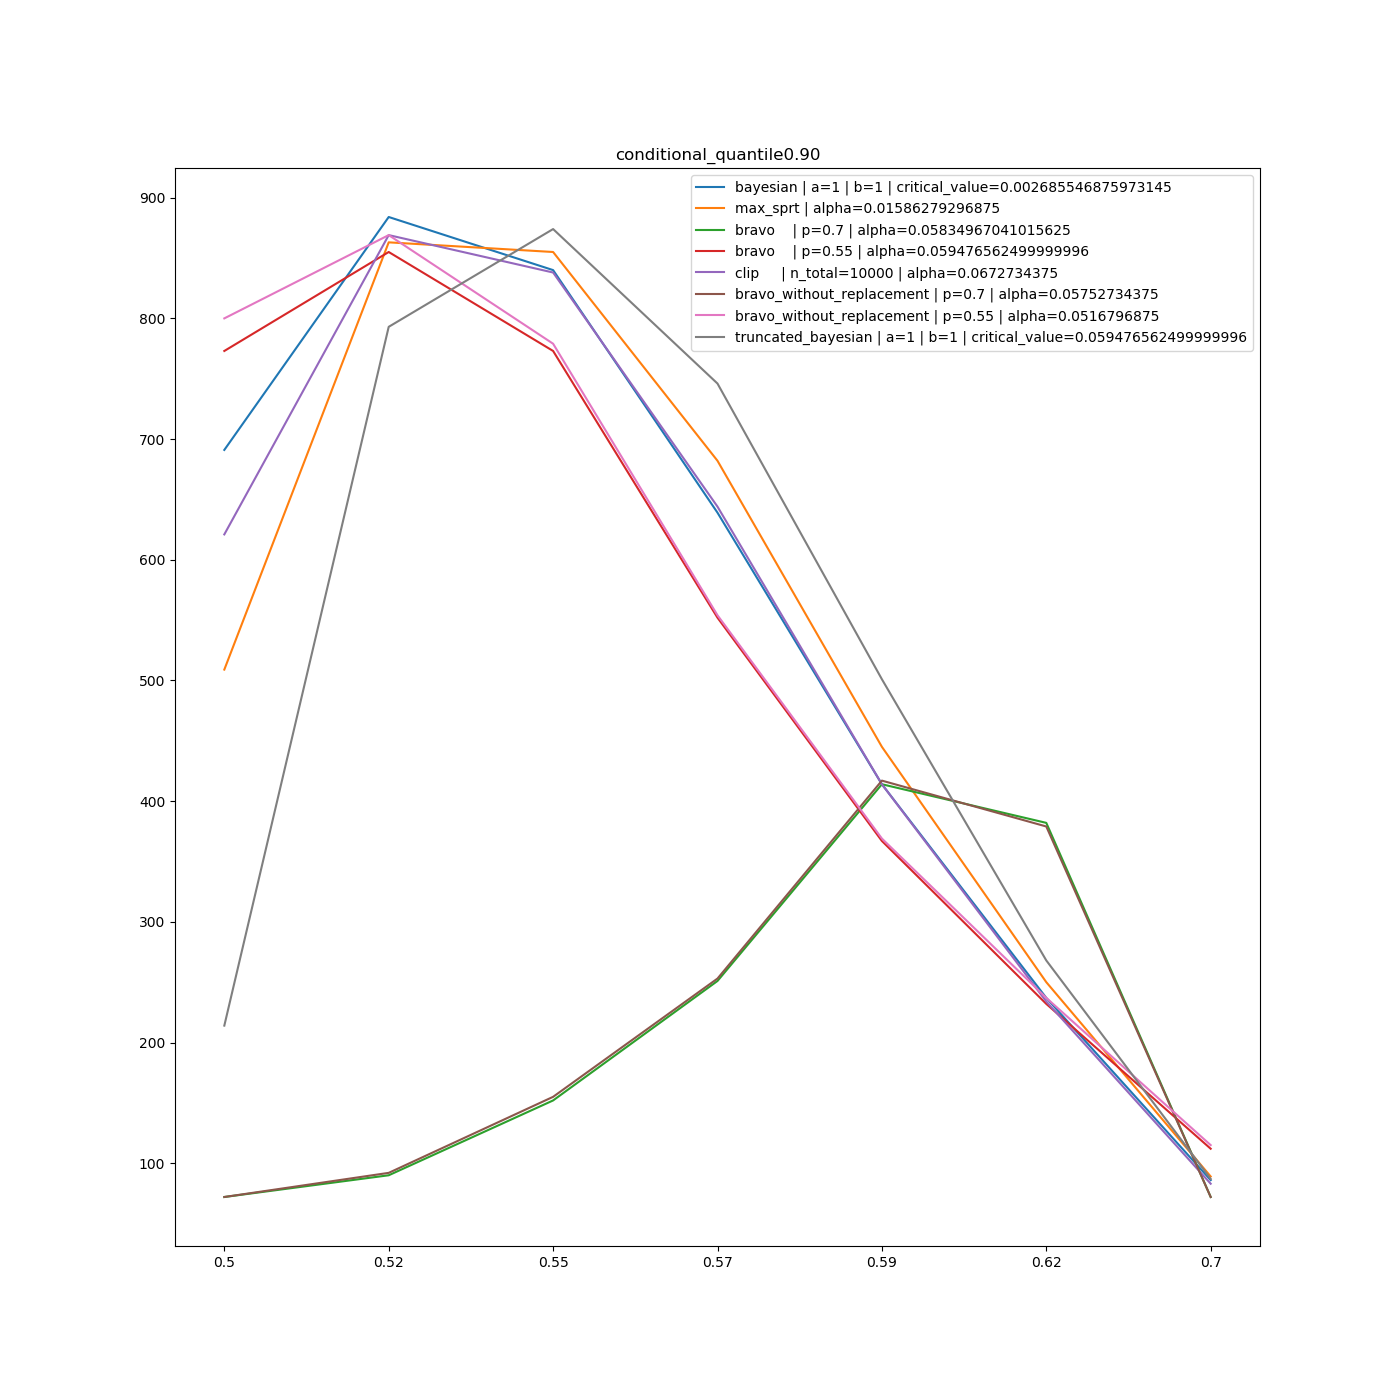 conditional_quantile0.90
bayesian | a=1 | b=1 | critical_value=0.002685546875973145
max_sprt | alpha=0.01586279296875
bravo    | p=0.7 | alpha=0.05834967041015625
bravo    | p=0.55 | alpha=0.059476562499999996
clip     | n_total=10000 | alpha=0.0672734375
bravo_without_replacement | p=0.7 | alpha=0.05752734375
bravo_without_replacement | p=0.55 | alpha=0.0516796875
truncated_bayesian | a=1 | b=1 | critical_value=0.059476562499999996
900
800
700
600
500
400
300
200
100
0.5 0.52 0.55 0.57 0.59 0.62 0.7